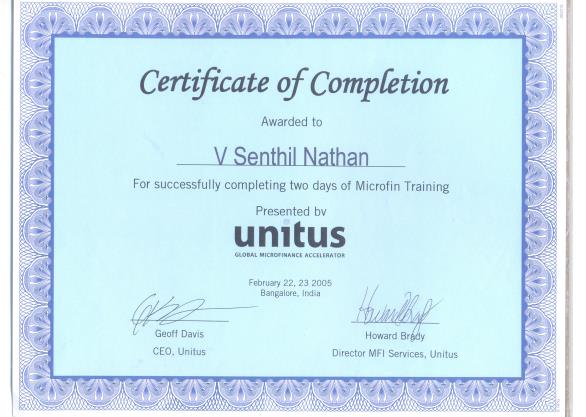 Certificate of Completion
Awarded to
V Senthil Nathan
For successfully completing two days of Microfin Training
Presented by
unitus
GLOBAL MICROFINANCE ACCELERATOR
February 22, 23 2005
Bangalore, India
Geoff Davis
Howard Brady
CEO, Unitus
Director MFI Services, Unitus